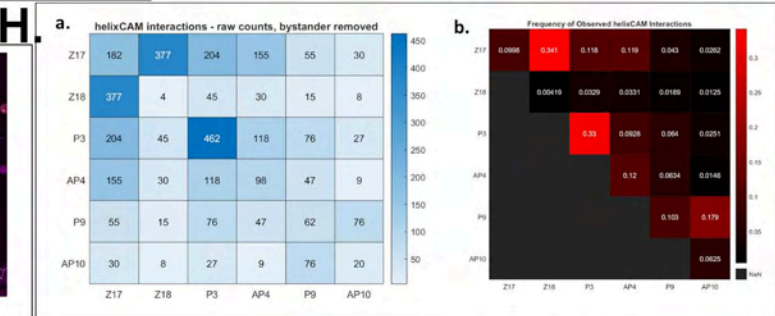 H.
a.
helixCAM interactions - raw counts, bystander removed
Z17 182 377 204 155 55 30
Z18 377 4 45 30 15 8
P3 204 45 462 118 76 27
AP4 155 30 118 98 47 9
P9 55 15 76 47 62 76
AP10 30 8 27 9 76 20
Z17 Z18 P3 AP4 P9 AP10
450
400
350
300
250
200
150
100
50
b.
Frequency of Observed helixCAM Interactions
Z17 0.0998 0.341 0.118 0.119 0.043 0.0262
Z18 0.00419 0.0329 0.0331 0.0189 0.0125
P3 0.33 0.0928 0.064 0.0251
AP4 0.12 0.0634 0.0146
P9 0.103 0.179
AP10 0.0625
Z17 Z18 P3 AP4 P9 AP10
0.3
0.25
0.2
0.15
0.1
0.05
NaN